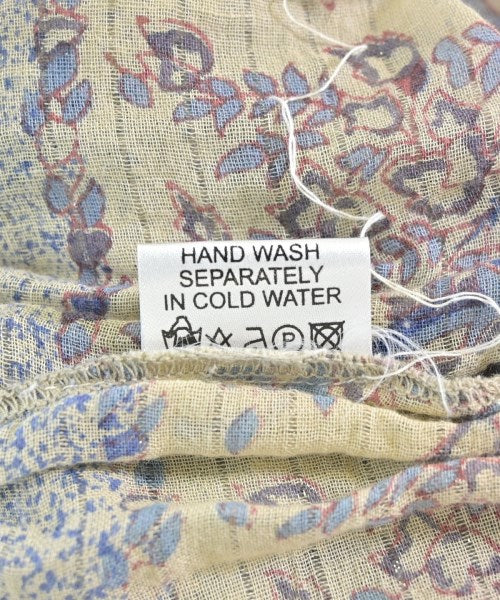 HAND WASH
SEPARATELY
IN COLD WATER
P